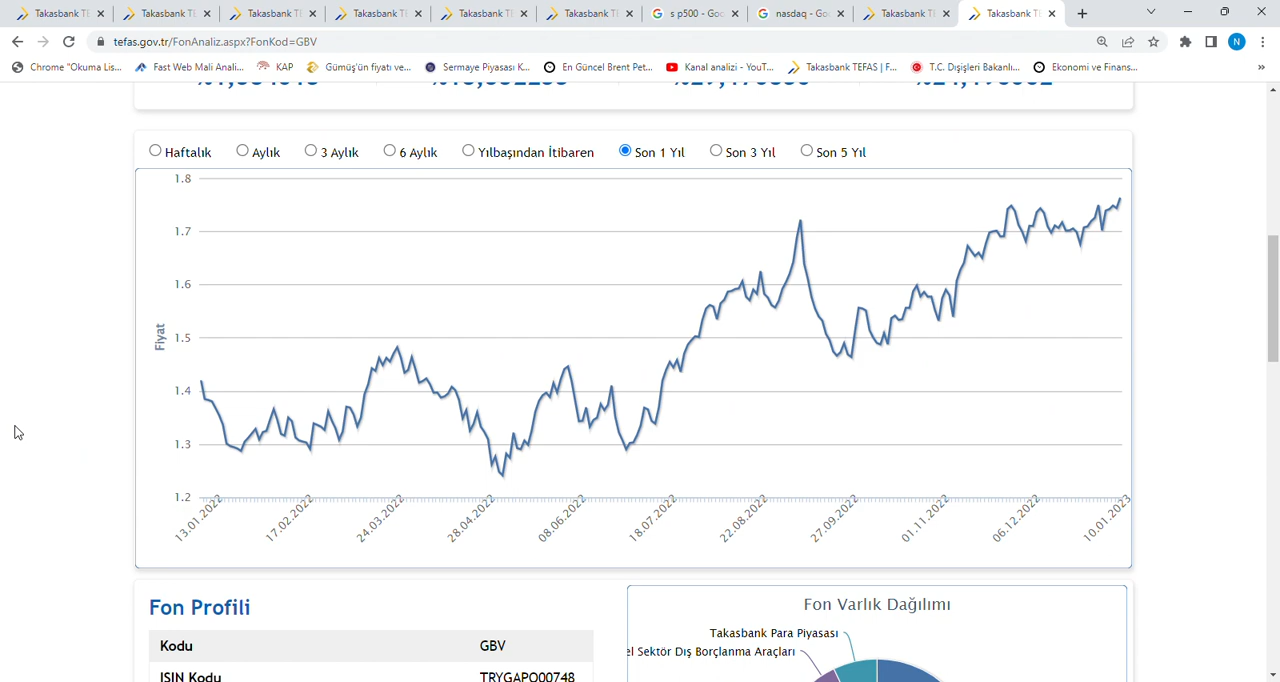 Takasbank TE
Takasbank TE
Takasbank TE
Takasbank TE
Takasbank TE
Takasbank TE
s p500 - Goo
nasdaq - Goo
Takasbank TE
Takasbank TE
tefas.gov.tr/FonAnaliz.aspx?FonKod=GBV
N
Chrome "Okuma Lis...
Fast Web Mali Anali...
KAP
Gümüş'ün fiyatı ve...
Sermaye Piyasası K...
En Güncel Brent Pet...
Kanal analizi - YouT...
Takasbank TEFAS | F...
T.C. Dışişleri Bakanlı...
Ekonomi ve Finans...
»
Haftalık
Aylık
3 Aylık
6 Aylık
Yılbaşından İtibaren
Son 1 Yıl
Son 3 Yıl
Son 5 Yıl
Fiyat
1.8
1.7
1.6
1.5
1.4
1.3
1.2
13.01.2022
17.02.2022
24.03.2022
28.04.2022
08.06.2022
18.07.2022
22.08.2022
27.09.2022
01.11.2022
06.12.2022
10.01.2023
Fon Profili
Kodu GBV
ISIN Kodu TRYGAPO00748
Fon Varlık Dağılımı
Takasbank Para Piyasası
el Sektör Dış Borçlanma Araçları